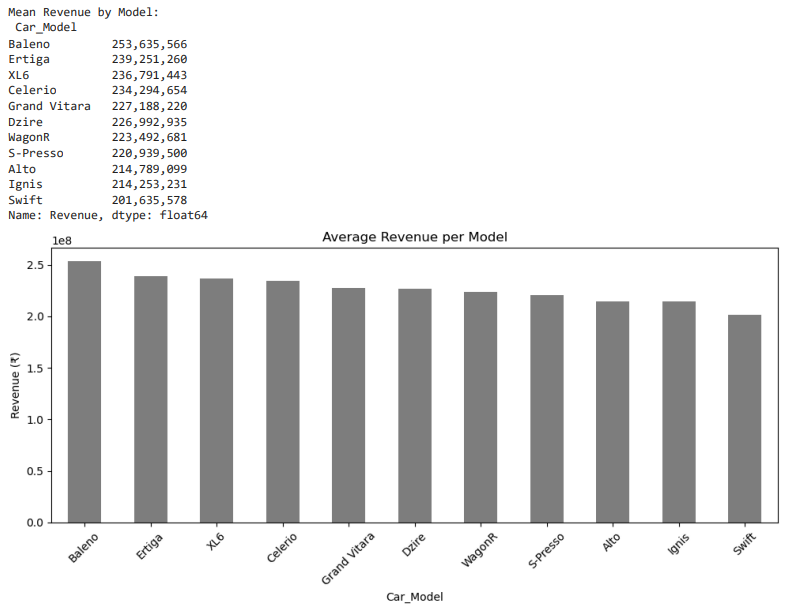 Mean Revenue by Model:
Car_Model
Baleno 253,635,566
Ertiga 239,251,260
XL6 236,791,443
Celerio 234,294,654
Grand Vitara 227,188,220
Dzire 226,992,935
WagonR 223,492,681
S-Presso 220,939,500
Alto 214,789,099
Ignis 214,253,231
Swift 201,635,578
Name: Revenue, dtype: float64
Average Revenue per Model
1e8
2.5
2.0
1.5
1.0
0.5
0.0
Revenue (₹)
Baleno
Ertiga
XL6
Celerio
Grand Vitara
Dzire
WagonR
S-Presso
Alto
Ignis
Swift
Car_Model